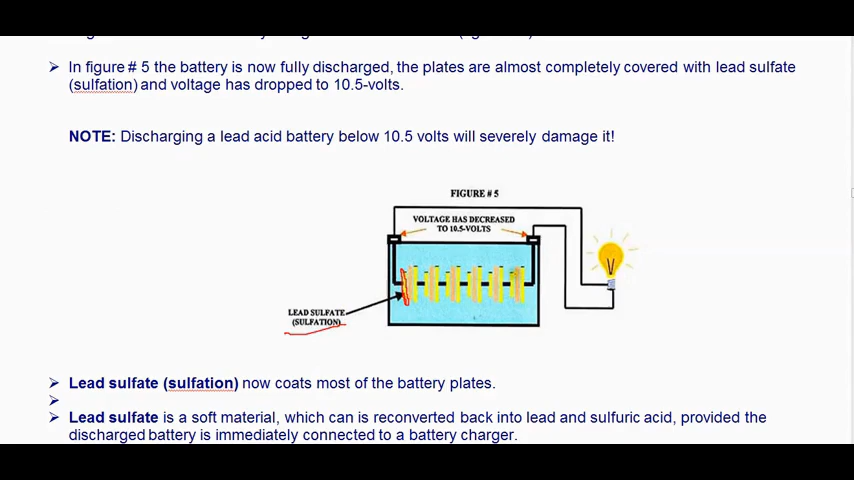 In figure # 5 the battery is now fully discharged, the plates are almost completely covered with lead sulfate
(sulfation) and voltage has dropped to 10.5-volts.
NOTE: Discharging a lead acid battery below 10.5 volts will severely damage it!
FIGURE # 5
VOLTAGE HAS DECREASED
TO 10.5-VOLTS
LEAD SULFATE
(SULFATION)
Lead sulfate (sulfation) now coats most of the battery plates.
Lead sulfate is a soft material, which can is reconverted back into lead and sulfuric acid, provided the
discharged battery is immediately connected to a battery charger.